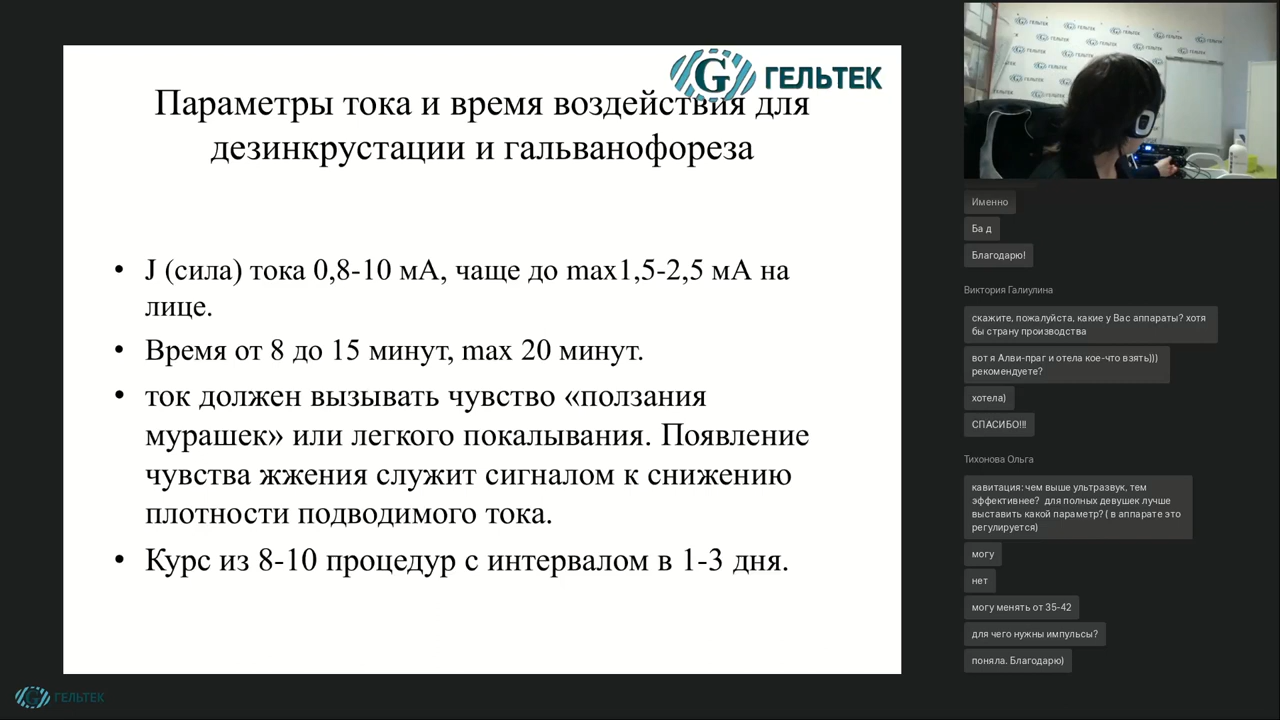 ГЕЛЬТЕК
Параметры тока и время воздействия для
дезинкрустации и гальванофореза
• J (сила) тока 0,8-10 мА, чаще до max1,5-2,5 мА на
лице.
• Время от 8 до 15 минут, max 20 минут.
• ток должен вызывать чувство «ползания
мурашек» или легкого покалывания. Появление
чувства жжения служит сигналом к снижению
плотности подводимого тока.
• Курс из 8-10 процедур с интервалом в 1-3 дня.
ГЕЛЬТЕК
Именно
Ба д
Благодарю!
Виктория Галиулина
скажите, пожалуйста, какие у Вас аппараты? хотя
бы страну производства
вот я Алви-праг и отела кое-что взять)))
рекомендуете?
хотела)
СПАСИБО!!!
Тихонова Ольга
кавитация: чем выше ультразвук, тем
эффективнее? для полных девушек лучше
выставить какой параметр? ( в аппарате это
регулируется)
могу
нет
могу менять от 35-42
для чего нужны импульсы?
поняла. Благодарю)